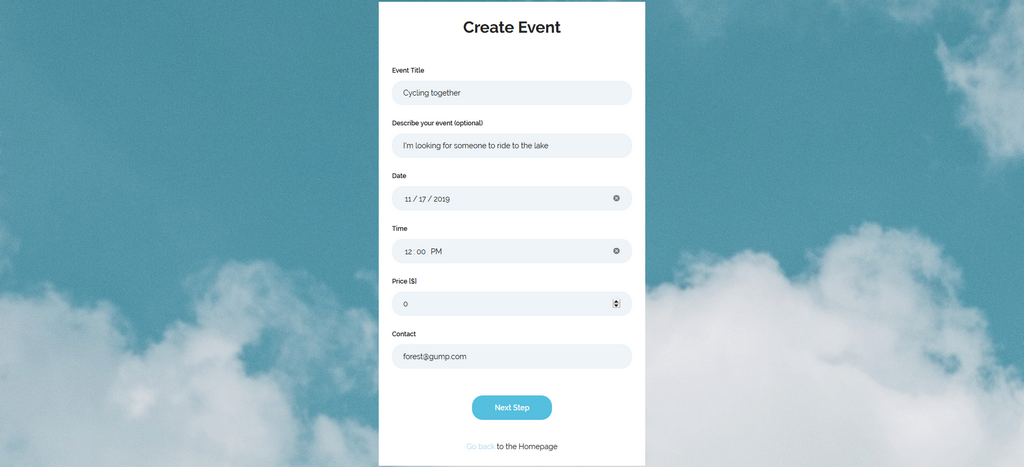 Create Event
Event Title
Cycling together
Describe your event (optional)
I'm looking for someone to ride to the lake
Date
11 / 17 / 2019
Time
12 : 00 PM
Price [$]
0
Contact
forest@gump.com
Next Step
Go back to the Homepage